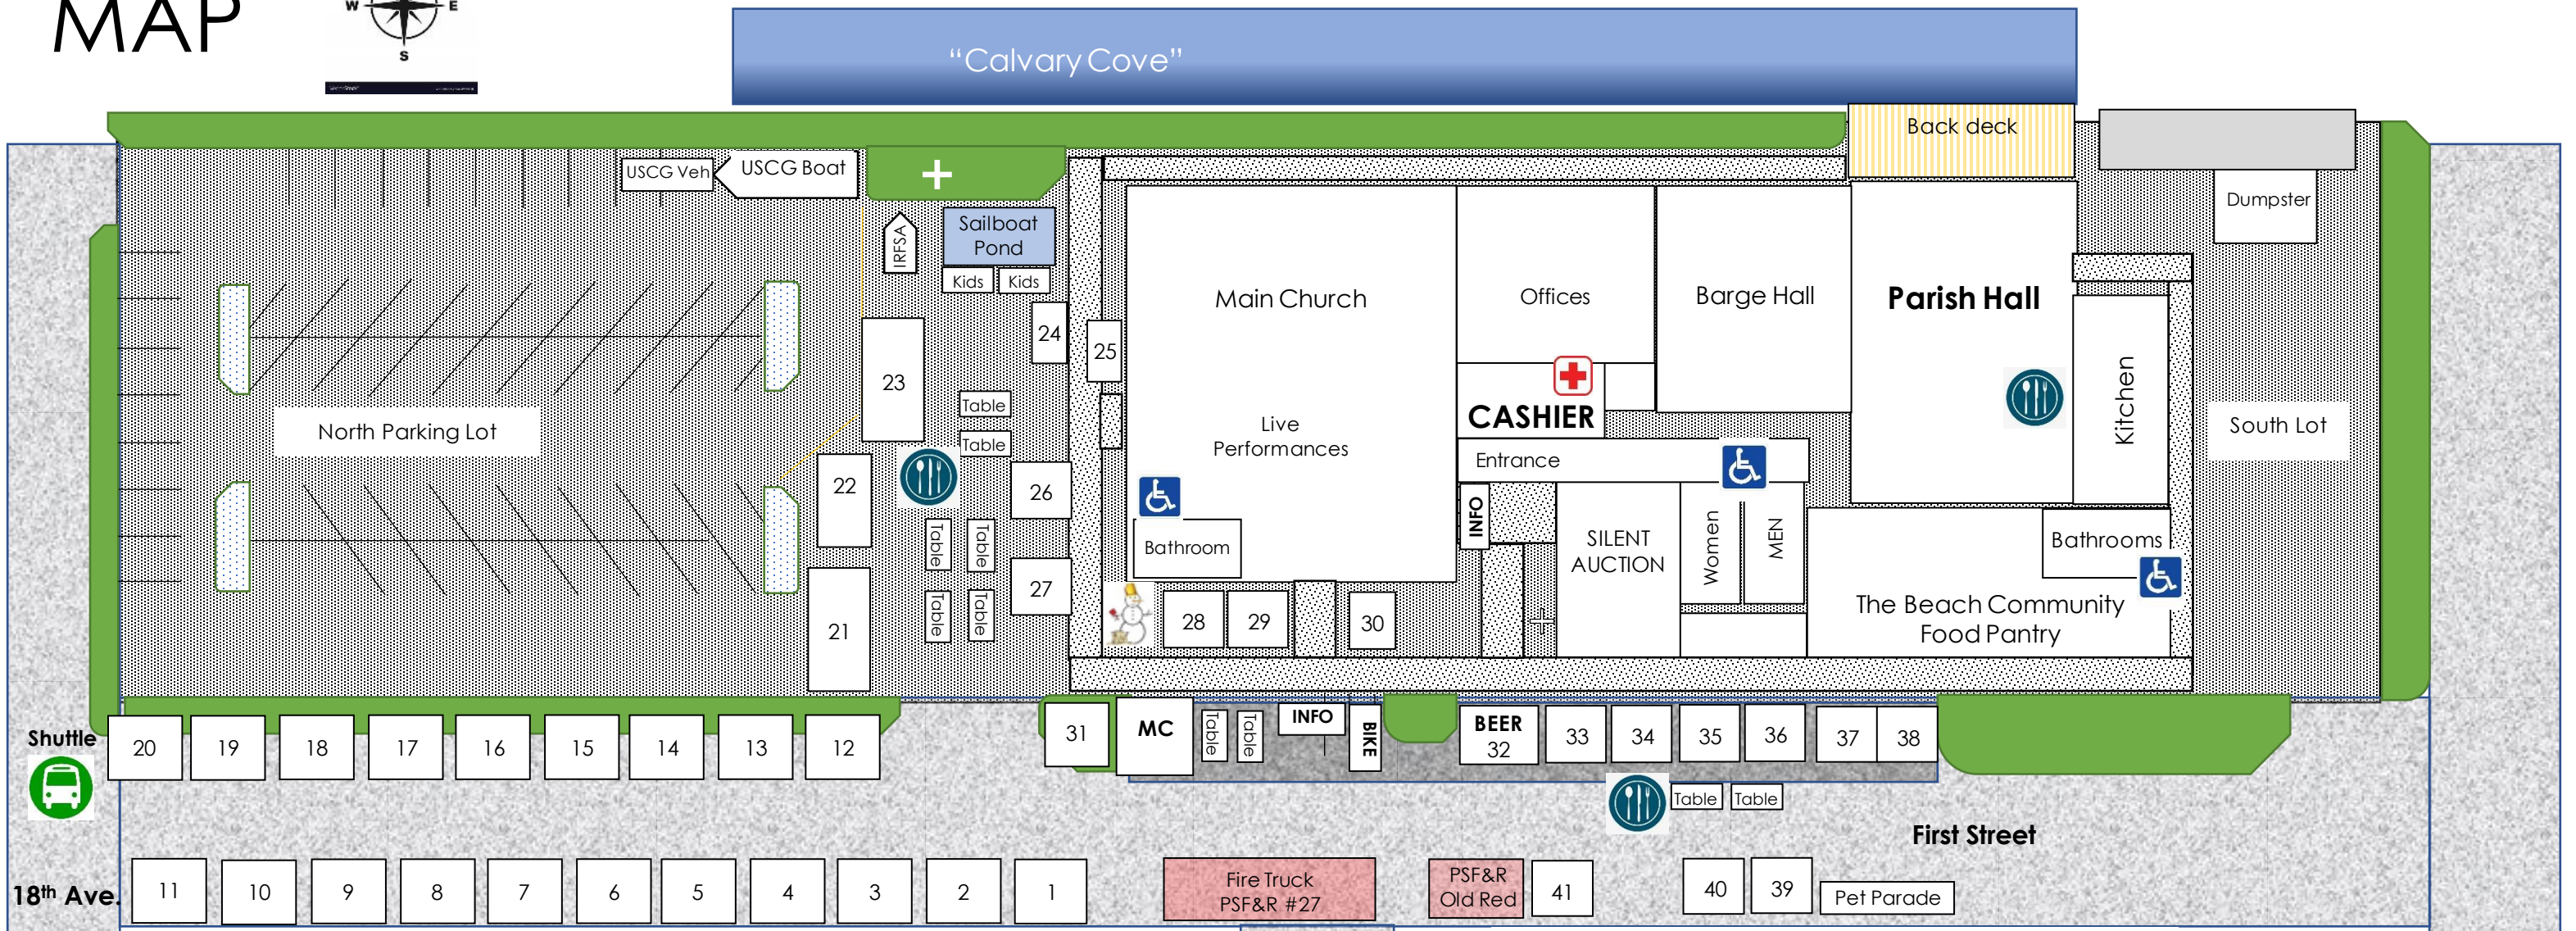 MAP
W E
S
“Calvary Cove”
Back deck
USCG Veh
USCG Boat
Dumpster
IRFSA
Sailboat
Pond
Kids
Kids
24
25
23
Main Church
Offices
Barge Hall
Parish Hall
Kitchen
Table
Table
Live
Performances
CASHIER
North Parking Lot
South Lot
Entrance
22
26
INFO
SILENT
AUCTION
Women
MEN
Bathroom
Bathrooms
Table
Table
27
21
Table
Table
28
29
30
The Beach Community
Food Pantry
Shuttle
20
19
18
17
16
15
14
13
12
31
MC
Table
Table
INFO
BIKE
BEER
32
33
34
35
36
37
38
Table
Table
First Street
18th Ave.
11
10
9
8
7
6
5
4
3
2
1
Fire Truck
PSF&R #27
PSF&R
Old Red
41
40
39
Pet Parade